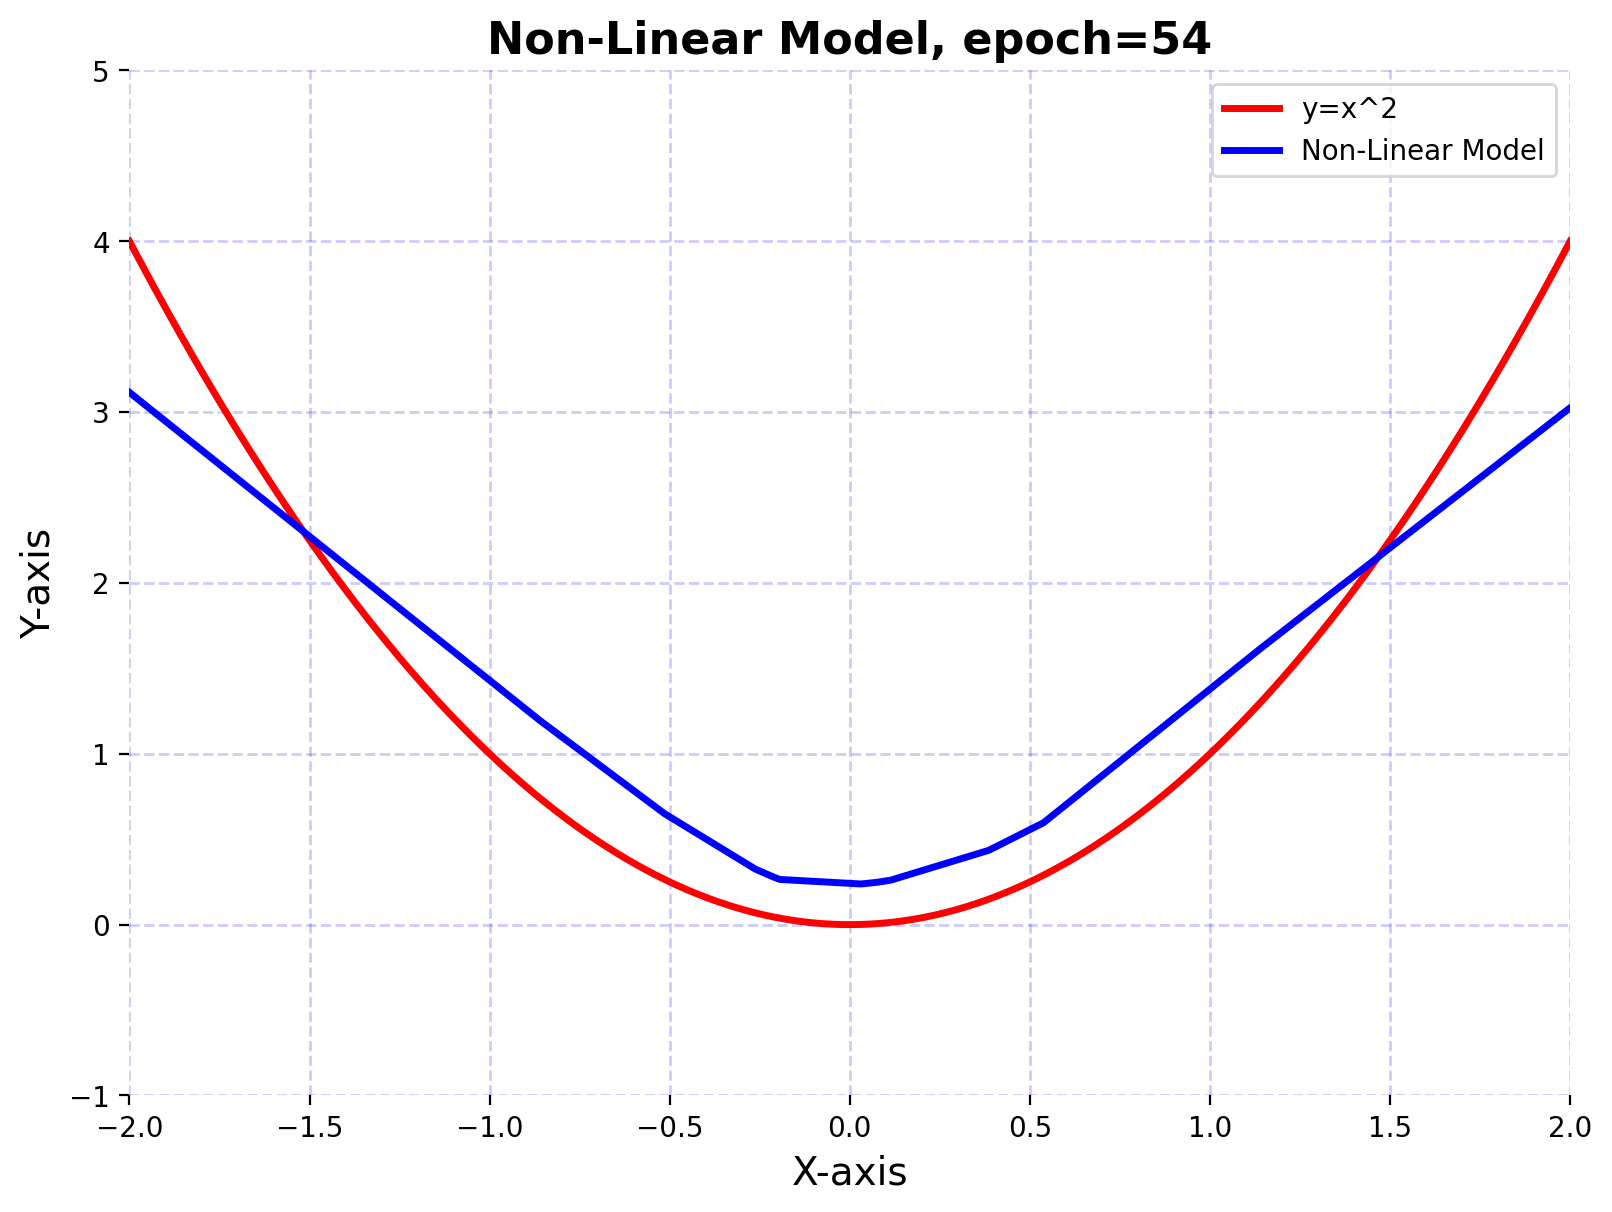 Non-Linear Model, epoch=54
y=x^2
Non-Linear Model
Y-axis
5
4
3
2
1
0
−1
−2.0 −1.5 −1.0 −0.5 0.0 0.5 1.0 1.5 2.0
X-axis